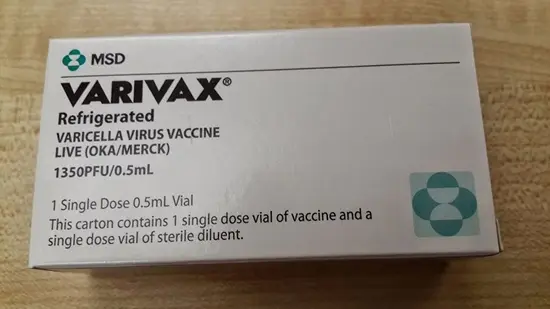 MSD
VARIVAX®
Refrigerated
VARICELLA VIRUS VACCINE
LIVE (OKA/MERCK)
1350PFU/0.5mL
1 Single Dose 0.5mL Vial
This carton contains 1 single dose vial of vaccine and a
single dose vial of sterile diluent.